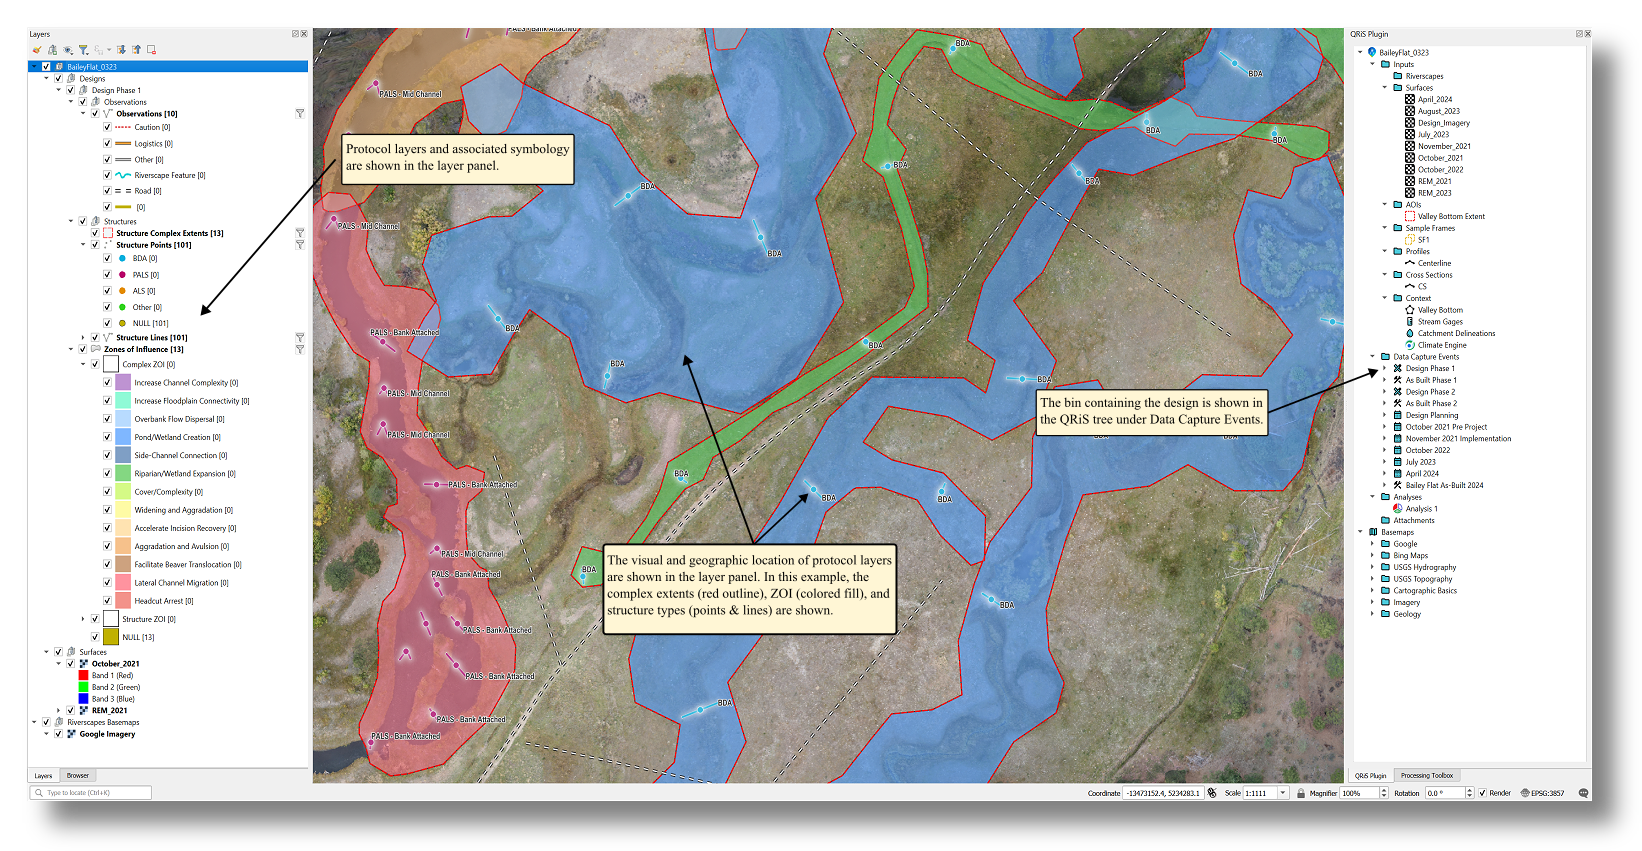 Layers
BaileyFlat_0323
Designs
Design Phase 1
Observations
Observations [10]
Caution [0]
Logistics [0]
Other [0]
Riverscape Feature [0]
Road [0]
[0]
Structures
Structure Complex Extents [13]
Structure Points [101]
BDA [0]
PALS [0]
ALS [0]
Other [0]
NULL [101]
Structure Lines [101]
Zones of Influence [13]
Complex ZOI [0]
Increase Channel Complexity [0]
Increase Floodplain Connectivity [0]
Overbank Flow Dispersal [0]
Pond/Wetland Creation [0]
Side-Channel Connection [0]
Riparian/Wetland Expansion [0]
Cover/Complexity [0]
Widening and Aggradation [0]
Accelerate Incision Recovery [0]
Aggradation and Avulsion [0]
Facilitate Beaver Translocation [0]
Lateral Channel Migration [0]
Headcut Arrest [0]
Structure ZOI [0]
NULL [13]
Surfaces
October_2021
Band 1 (Red)
Band 2 (Green)
Band 3 (Blue)
REM_2021
Riverscapes Basemaps
Google Imagery
Layers
Browser
Type to locate (Ctrl+K)
PALS - Bank Attached
BDA
BDA
PALS - Mid Channel
BDA
BDA
Protocol layers and associated symbology
are shown in the layer panel.
BDA
BDA
BDA
PALS - Mid Channel
BDA
BDA
PALS - Bank Attached
BDA
BDA
BDA
PALS - Mid Channel
The bin containing the design is shown in
the QRiS tree under Data Capture Events.
PALS - Mid Channel
BDA
PALS - Bank Attached
BDA
BDA
PALS - Mid Channel
The visual and geographic location of protocol layers
are shown in the layer panel. In this example, the
complex extents (red outline), ZOI (colored fill), and
structure types (points & lines) are shown.
BDA
PALS - Bank Attached
BDA
PALS - Bank Attached
PALS - Bank Attached
BDA
PALS - Bank Attached
PALS - Bank Attached
QRiS Plugin
BaileyFlat_0323
Inputs
Riverscapes
Surfaces
April_2024
August_2023
Design_Imagery
July_2023
November_2021
October_2021
October_2022
REM_2021
REM_2023
AOIs
Valley Bottom Extent
Sample Frames
SF1
Profiles
Centerline
Cross Sections
CS
Context
Valley Bottom
Stream Gages
Catchment Delineations
Climate Engine
Data Capture Events
Design Phase 1
As Built Phase 1
Design Phase 2
As Built Phase 2
Design Planning
October 2021 Pre Project
November 2021 Implementation
October 2022
July 2023
April 2024
Bailey Flat As-Built 2024
Analyses
Analysis 1
Attachments
Basemaps
Google
Bing Maps
USGS Hydrography
USGS Topography
Cartographic Basics
Imagery
Geology
QRiS Plugin
Processing Toolbox
Coordinate -13473152.4, 5234283.1 Scale 1:1111 Magnifier 100% Rotation 0.0 ° Render EPSG:3857